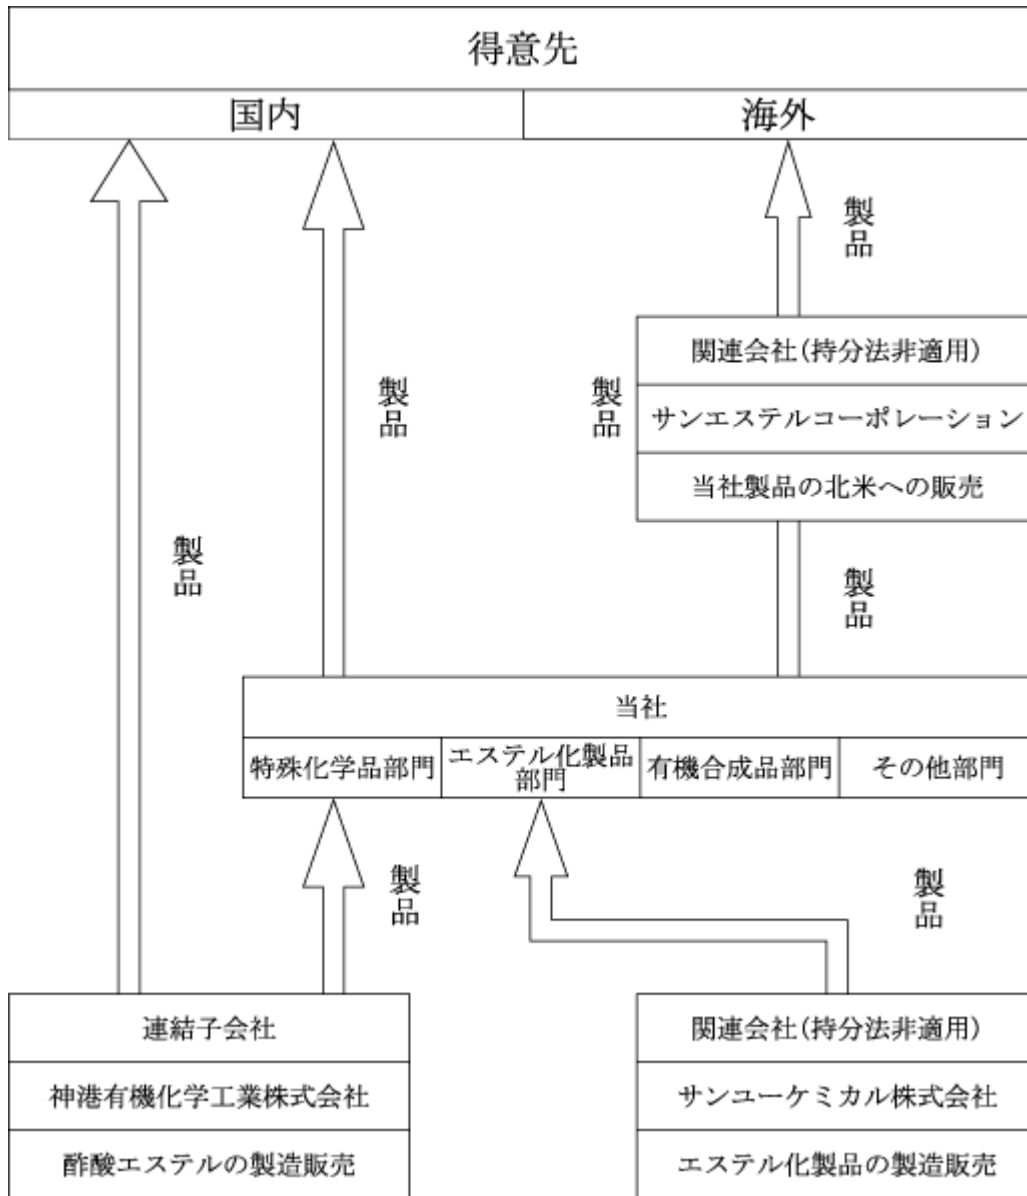 得意先
国内
海外
製品
関連会社(持分法非適用)
サンエステルコーポレーション
当社製品の北米への販売
製品
製品
製品
製品
当社
特殊化学品部門
エステル化製品
部門
有機合成品部門
その他部門
製品
製品
連結子会社
神港有機化学工業株式会社
酢酸エステルの製造販売
関連会社(持分法非適用)
サンユーケミカル株式会社
エステル化製品の製造販売